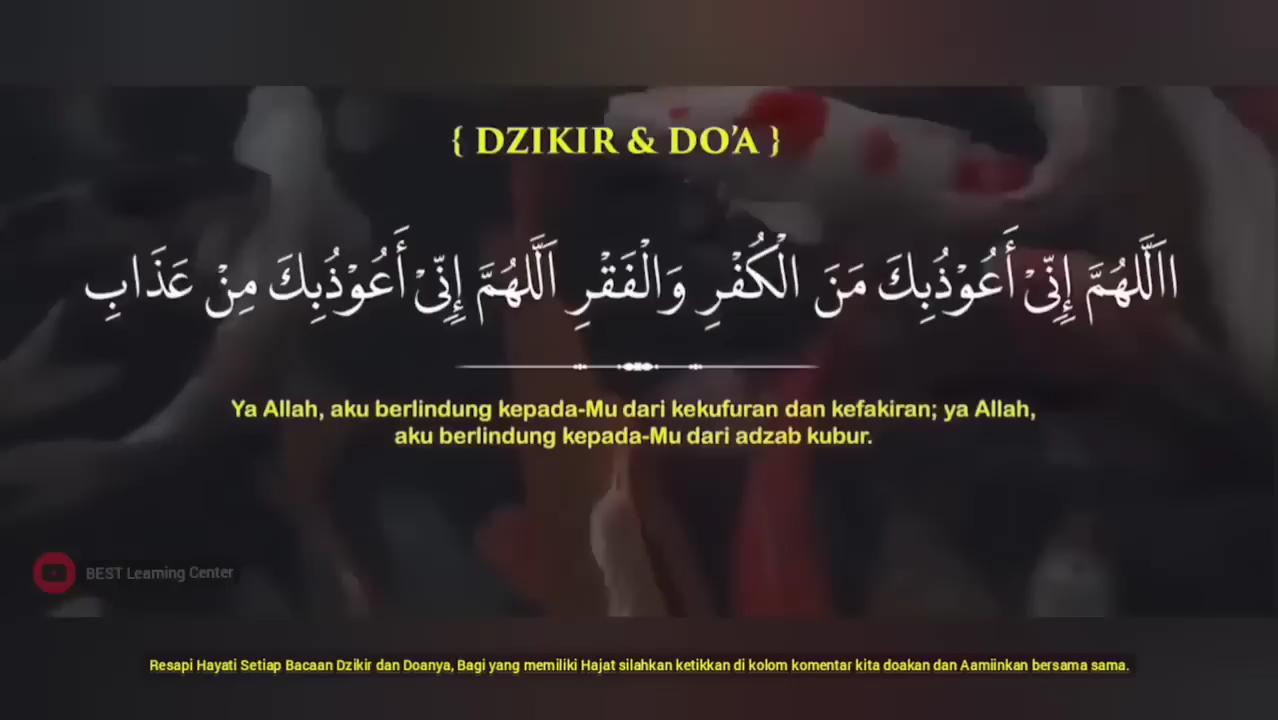 { DZIKIR & DO'A }
االَلَّهُمَّ إِنِّىْ أَعُوْذُبِكَ مَنَ الْكُفْرِ وَالْفَقْرِ اَللَّهُمَّ إِنِّىْ أَعُوْذُبِكَ مِنْ عَذَابِ
Ya Allah, aku berlindung kepada-Mu dari kekufuran dan kefakiran; ya Allah,
aku berlindung kepada-Mu dari adzab kubur.
BEST Learning Center
Resapi Hayati Setiap Bacaan Dzikir dan Doanya, Bagi yang memiliki Hajat silahkan ketikkan di kolom komentar kita doakan dan Aamiinkan bersama sama.